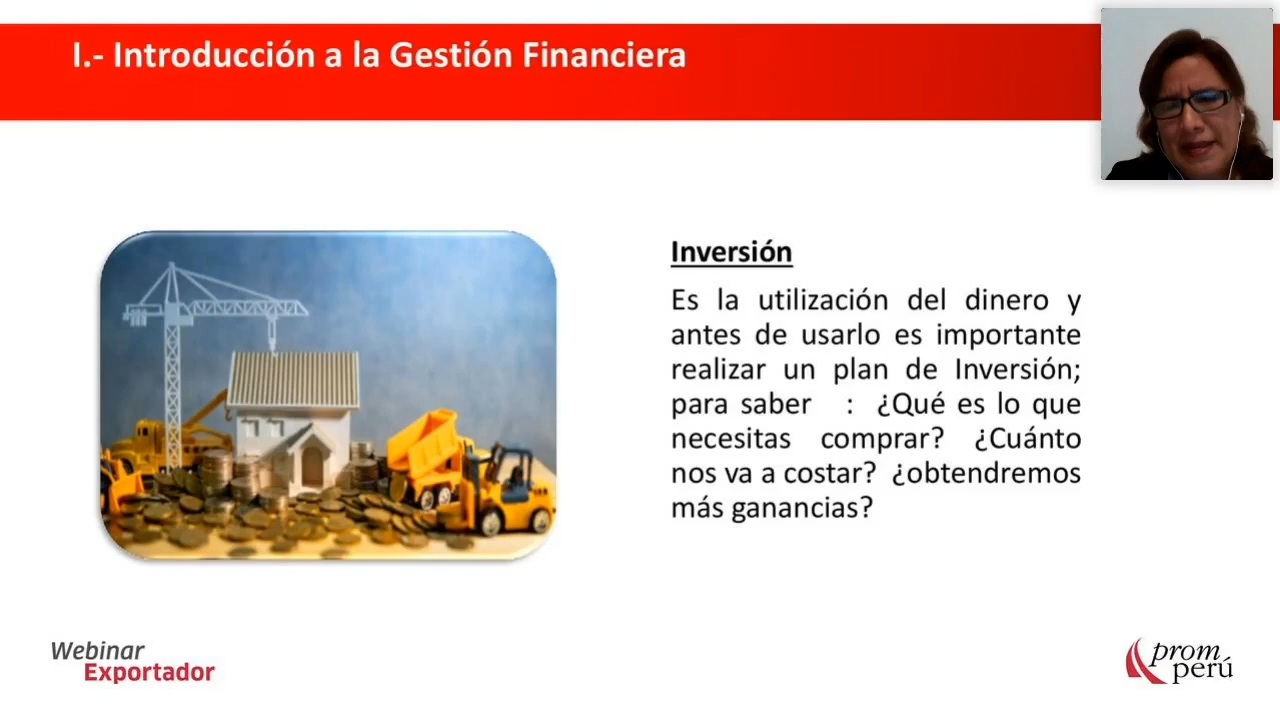 I.- Introducción a la Gestión Financiera
Inversión
Es la utilización del dinero y
antes de usarlo es importante
realizar un plan de Inversión;
para saber : ¿Qué es lo que
necesitas comprar? ¿Cuánto
nos va a costar? ¿obtendremos
más ganancias?
Webinar
Exportador
prom
perú